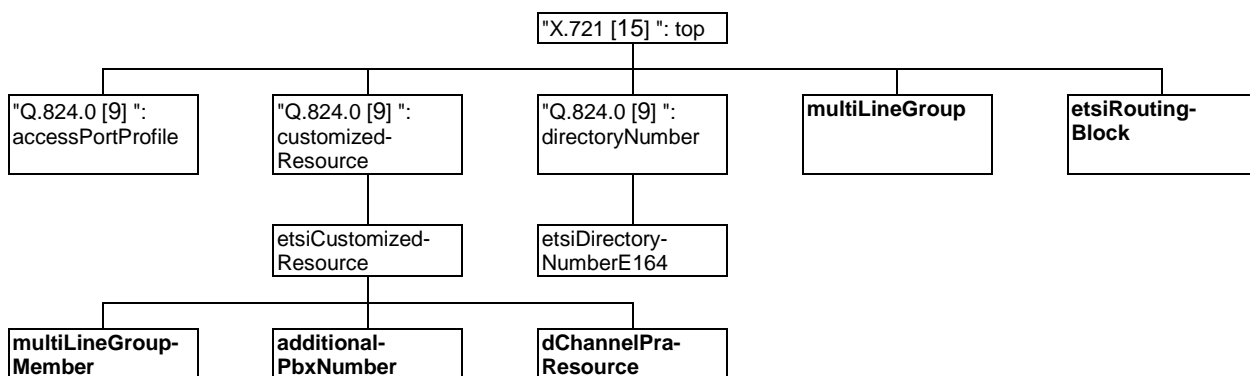 "X.721 [15] ": top
"Q.824.0 [9] ":
accessPortProfile
"Q.824.0 [9] ":
customized-
Resource
"Q.824.0 [9] ":
directoryNumber
multiLineGroup
etsiRouting-
Block
etsiCustomized-
Resource
etsiDirectory-
NumberE164
multiLineGroup-
Member
additional-
PbxNumber
dChannelPra-
Resource